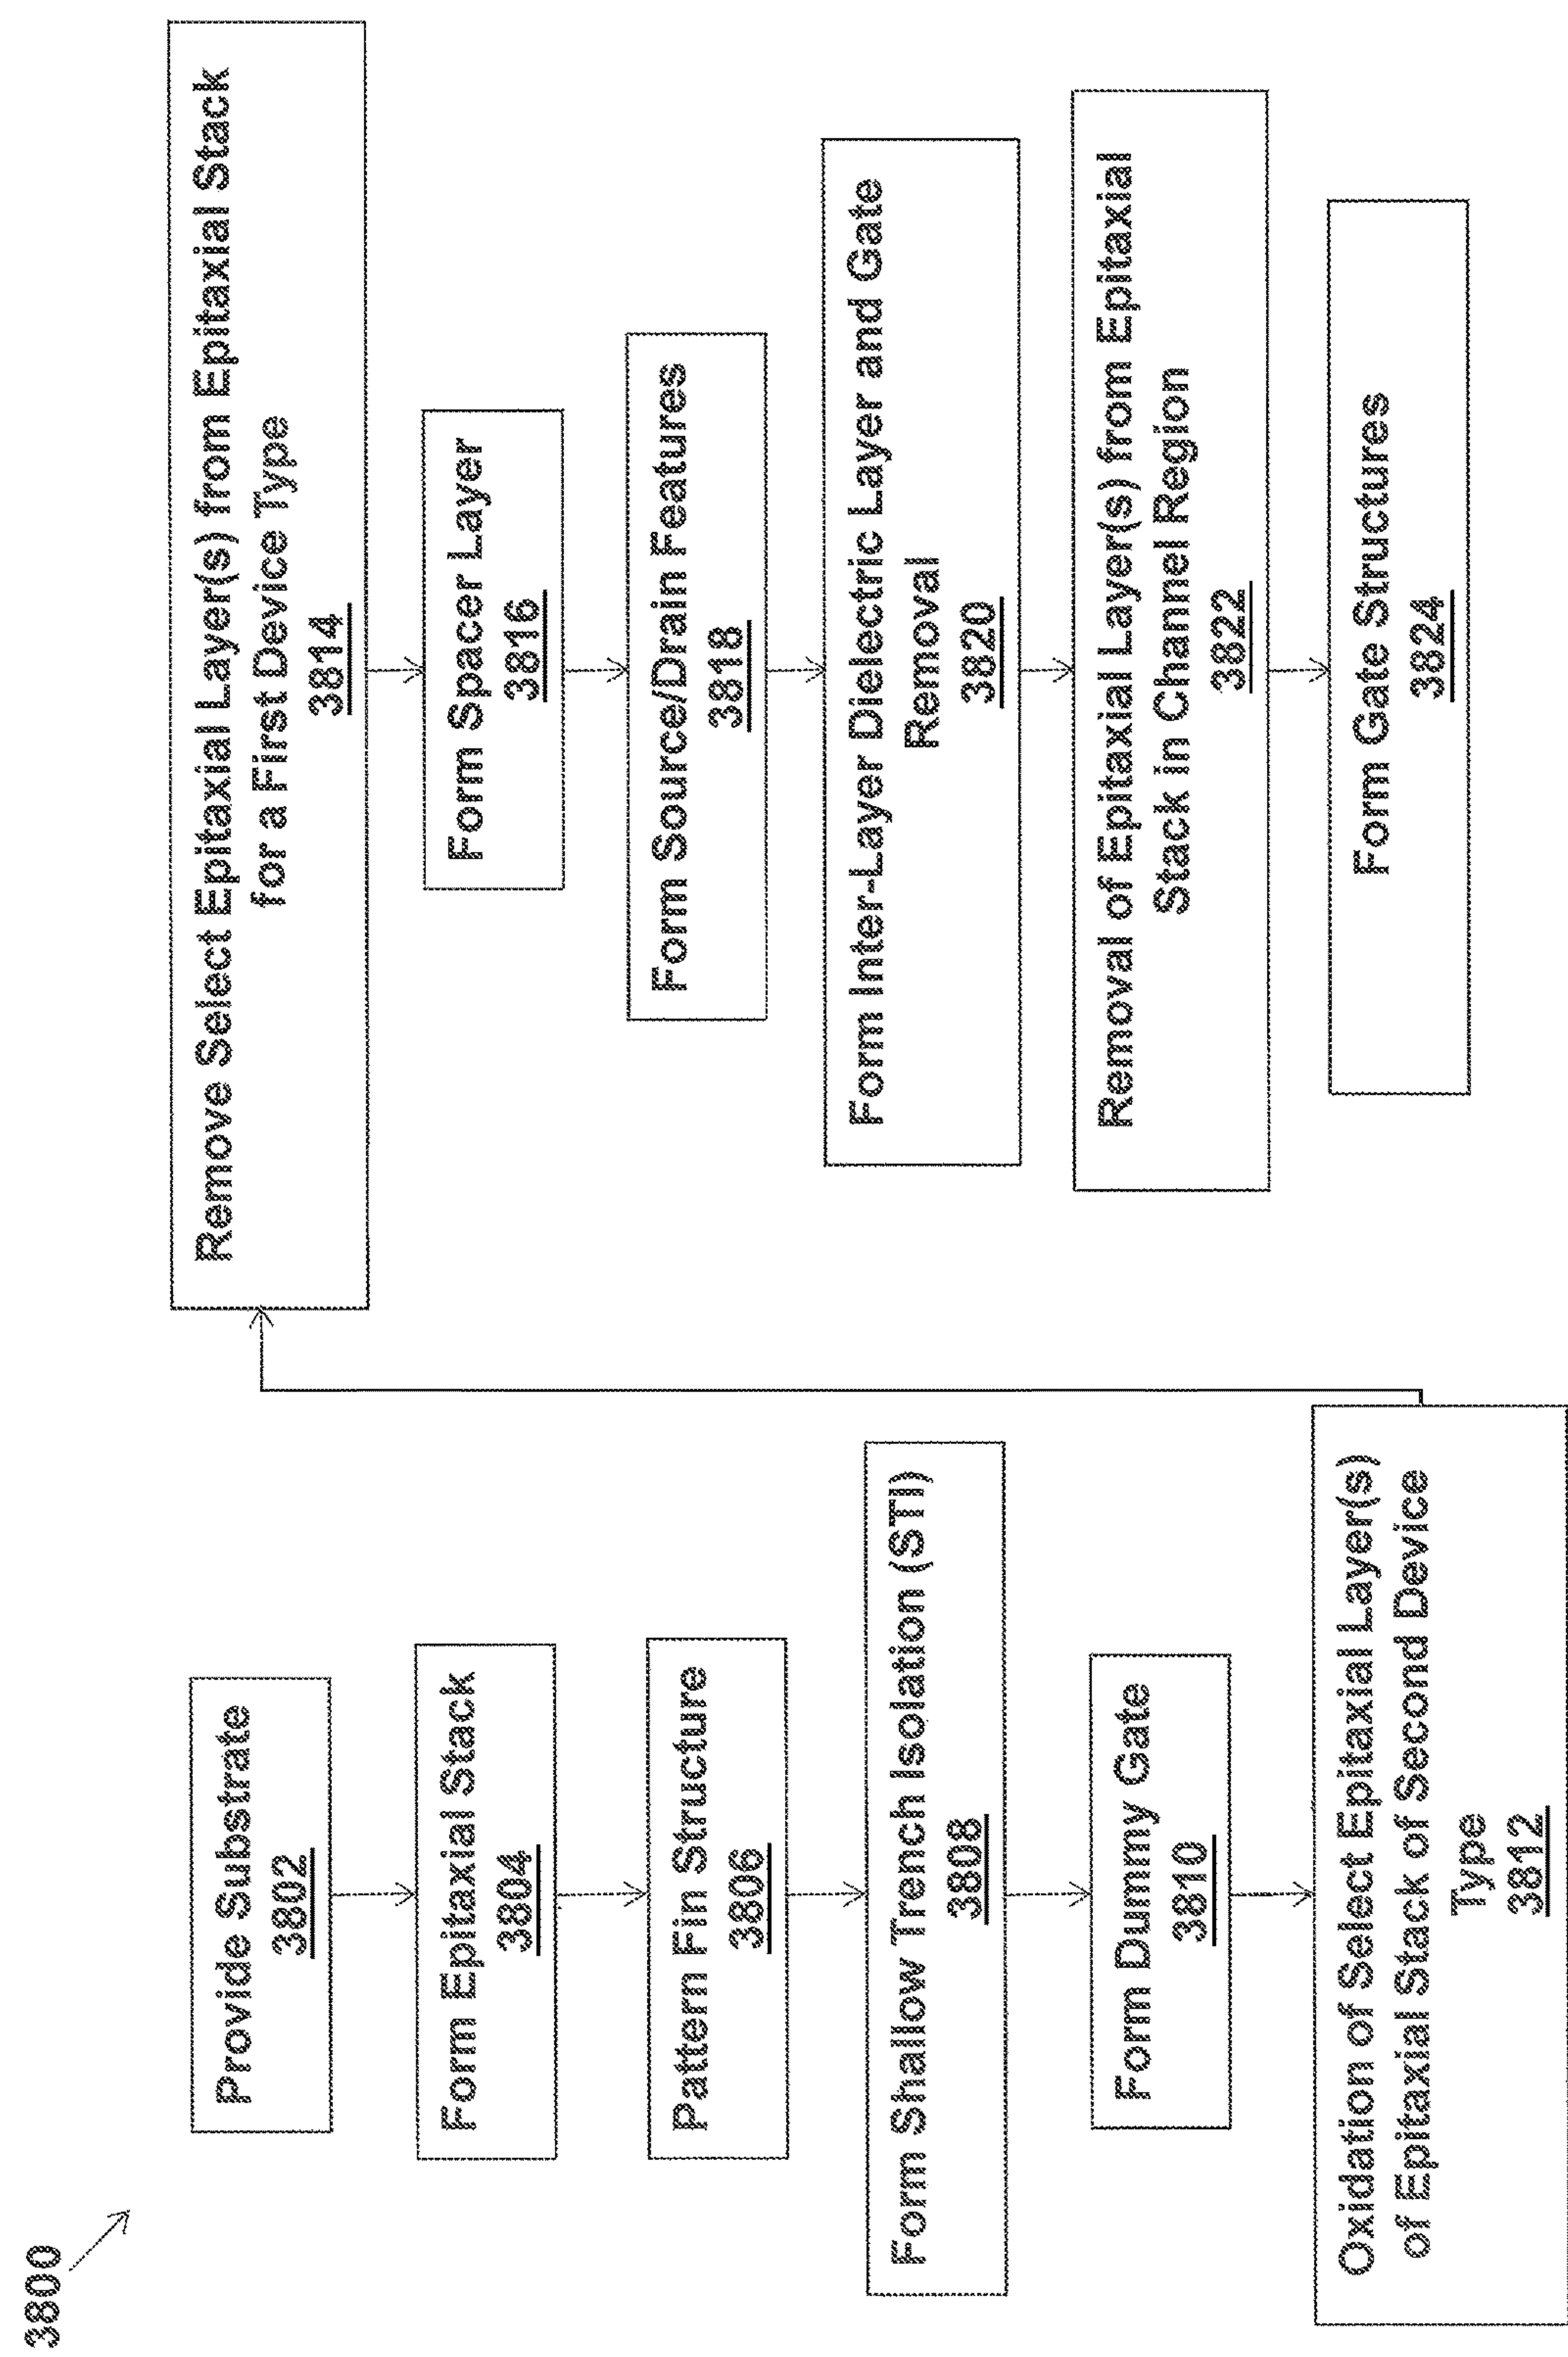 3800
Provide Substrate
3802
Form Epitaxial Stack
3804
Pattern Fin Structure
3806
Form Shallow Trench Isolation (STI)
3808
Form Dummy Gate
3810
Oxidation of Select Epitaxial Layer(s)
of Epitaxial Stack of Second Device
Type
3812
Remove Select Epitaxial Layer(s) from Epitaxial Stack
for a First Device Type
3814
Form Spacer Layer
3816
Form Source/Drain Features
3818
Form Inter-Layer Dielectric Layer and Gate
Removal
3820
Removal of Epitaxial Layer(s) from Epitaxial
Stack in Channel Region
3822
Form Gate Structures
3824